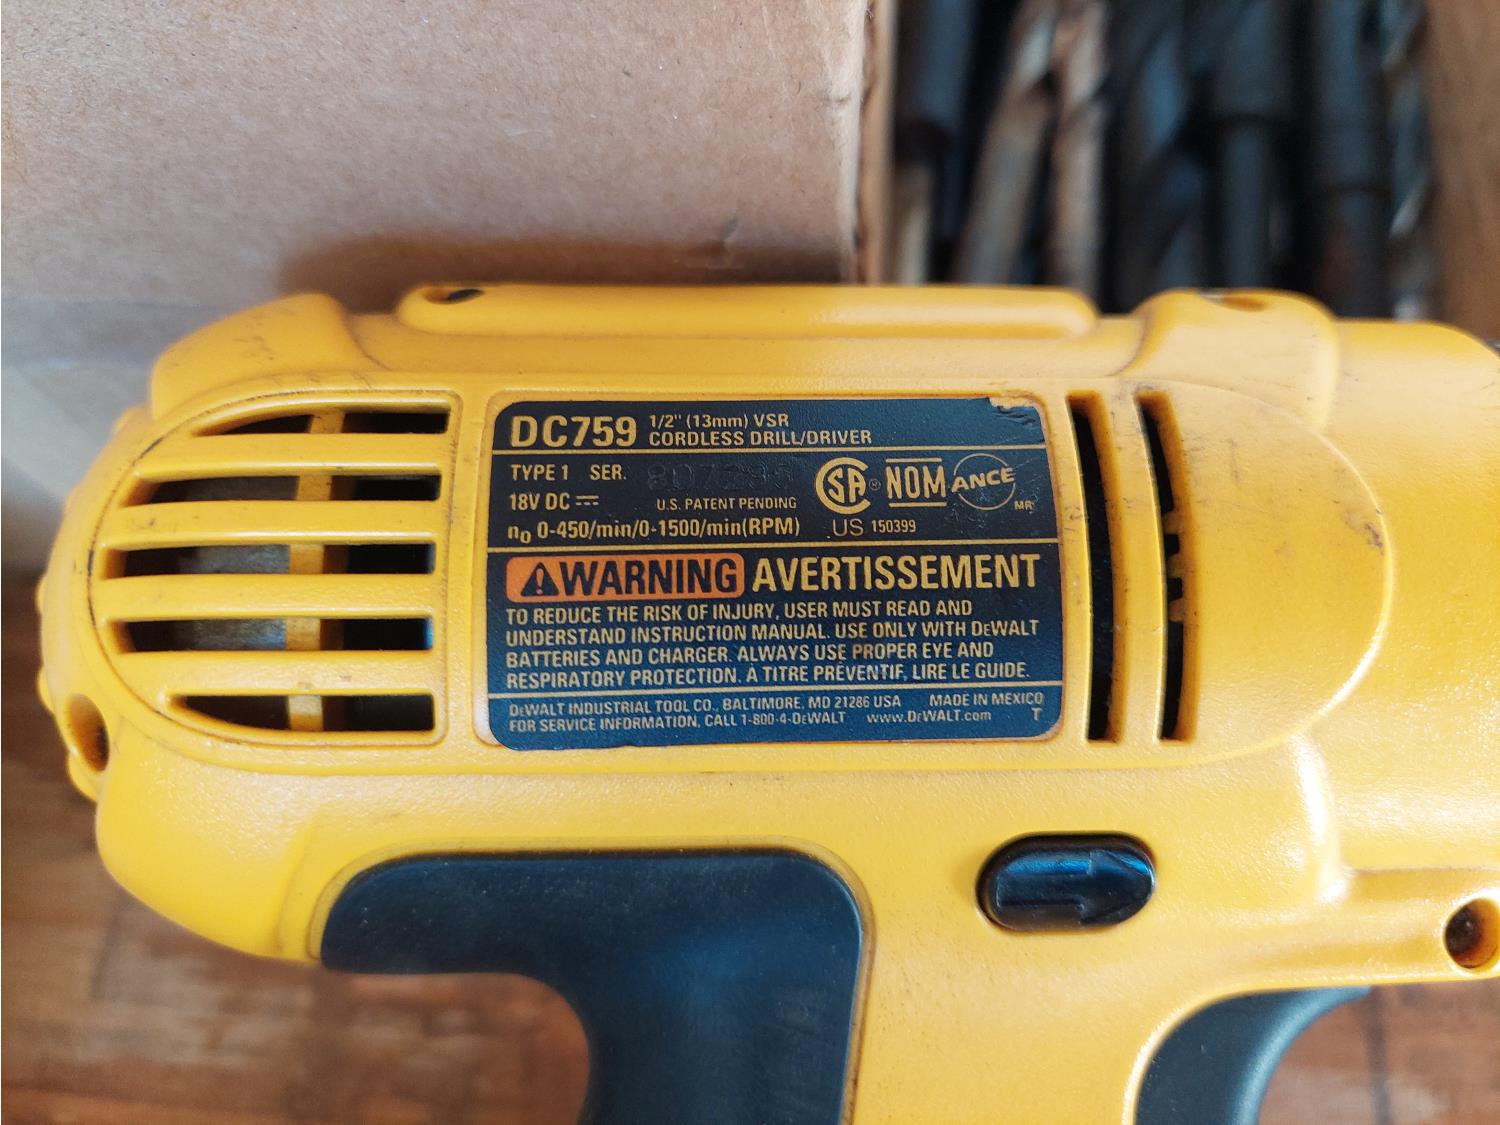 DC759 1/2" (13mm) VSR
CORDLESS DRILL/DRIVER
TYPE 1 SER.
18V DC U.S. PATENT PENDING
n0 0-450/min/0-1500/min(RPM)
SA ®
US 150399
NOM
ANCE
MR
WARNING AVERTISSEMENT
TO REDUCE THE RISK OF INJURY, USER MUST READ AND
UNDERSTAND INSTRUCTION MANUAL. USE ONLY WITH DEWALT
BATTERIES AND CHARGER. ALWAYS USE PROPER EYE AND
RESPIRATORY PROTECTION. À TITRE PRÉVENTIF, LIRE LE GUIDE.
DEWALT INDUSTRIAL TOOL CO., BALTIMORE, MD 21286 USA MADE IN MEXICO
FOR SERVICE INFORMATION, CALL 1-800-4-DEWALT www.DEWALT.com T